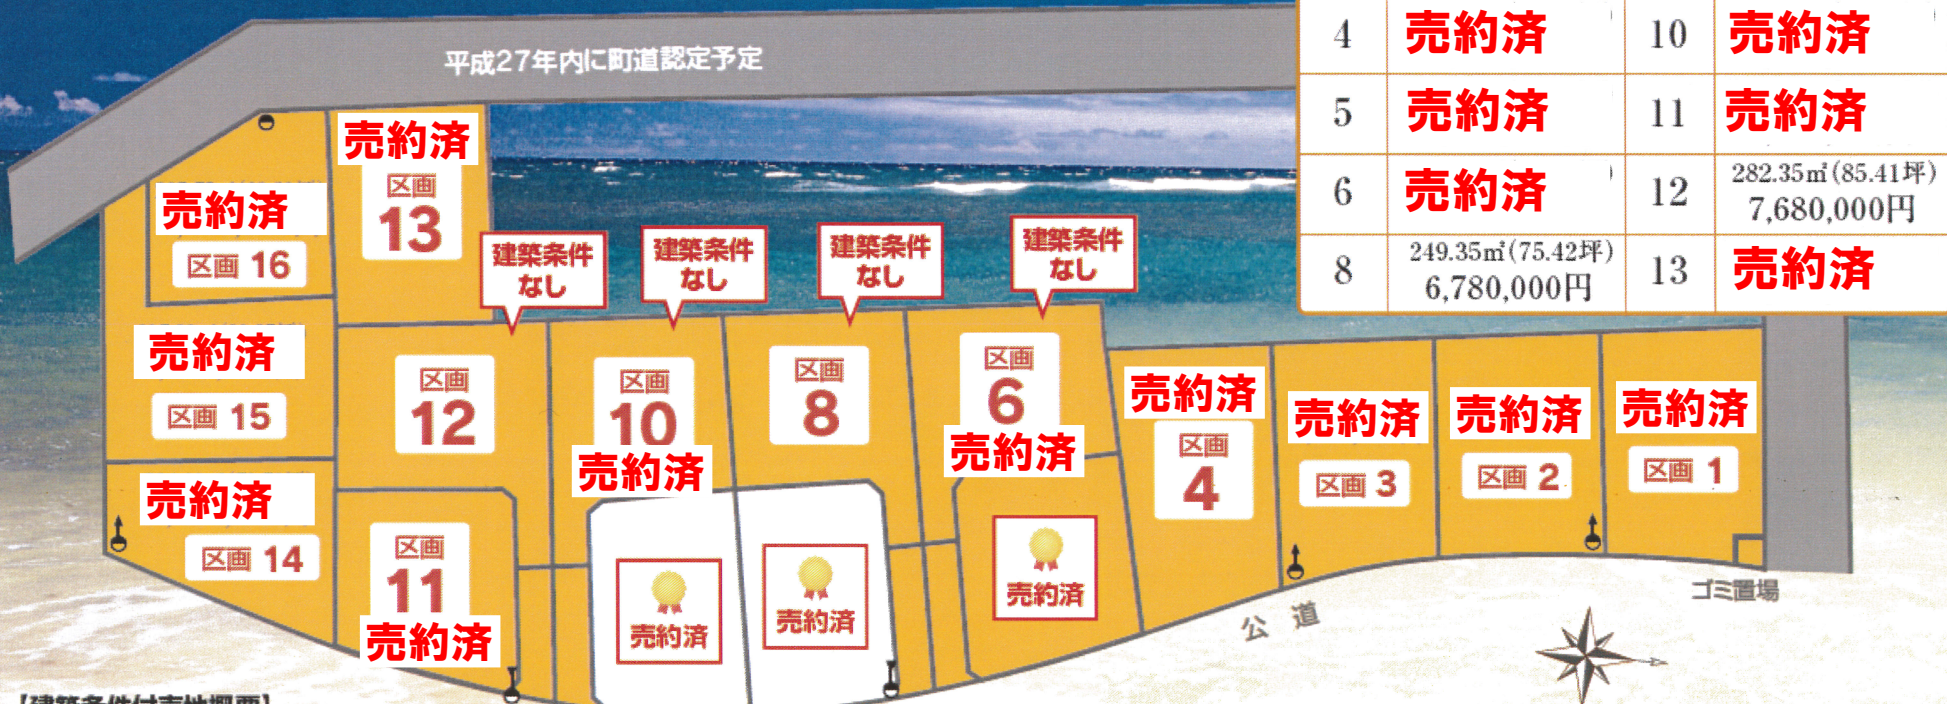 平成27年内に町道認定予定
4 売約済 10 売約済
5 売約済 11 売約済
6 売約済 12 282.35㎡(85.41坪)
7,680,000円
8 249.35㎡(75.42坪)
6,780,000円
13 売約済
売約済
区画
13
売約済
区画 16
建築条件
なし
建築条件
なし
建築条件
なし
建築条件
なし
売約済
区画 15
区画
12
区画
10
売約済
区画
8
区画
6
売約済
売約済
区画
4
売約済
区画 3
売約済
区画 2
売約済
区画 1
売約済
区画 14
区画
11
売約済
売約済
売約済
売約済
公道
ゴミ置場
【建築条件付売地概要】